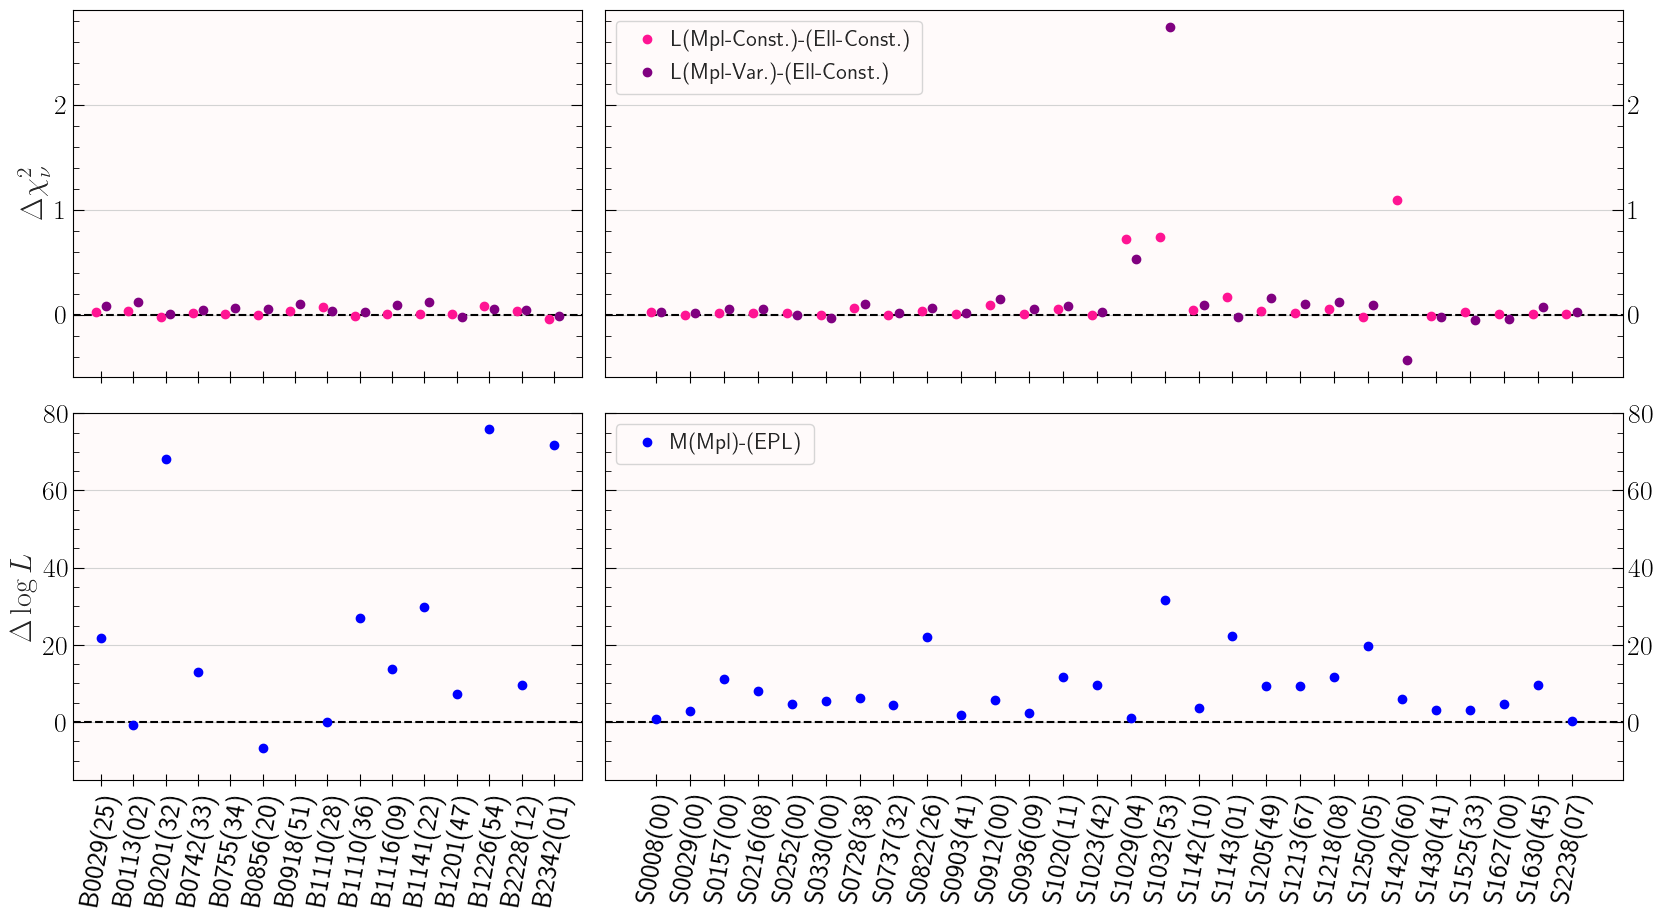 L(Mpl-Const.)-(Ell-Const.)
L(Mpl-Var.)-(Ell-Const.)
Δχ²ᵥ
2
1
0
2
1
0
M(Mpl)-(EPL)
Δ log L
80
60
40
20
0
80
60
40
20
0
B0029(25)
B0113(02)
B0201(32)
B0742(33)
B0755(34)
B0856(20)
B0918(51)
B1110(28)
B1110(36)
B1116(09)
B1141(22)
B1201(47)
B1226(54)
B2228(12)
B2342(01)
S0008(00)
S0029(00)
S0157(00)
S0216(08)
S0252(00)
S0330(00)
S0728(38)
S0737(32)
S0822(26)
S0903(41)
S0912(00)
S0936(09)
S1020(11)
S1023(42)
S1029(04)
S1032(53)
S1142(10)
S1143(01)
S1205(49)
S1213(67)
S1218(08)
S1250(05)
S1420(60)
S1430(41)
S1525(33)
S1627(00)
S1630(45)
S2238(07)